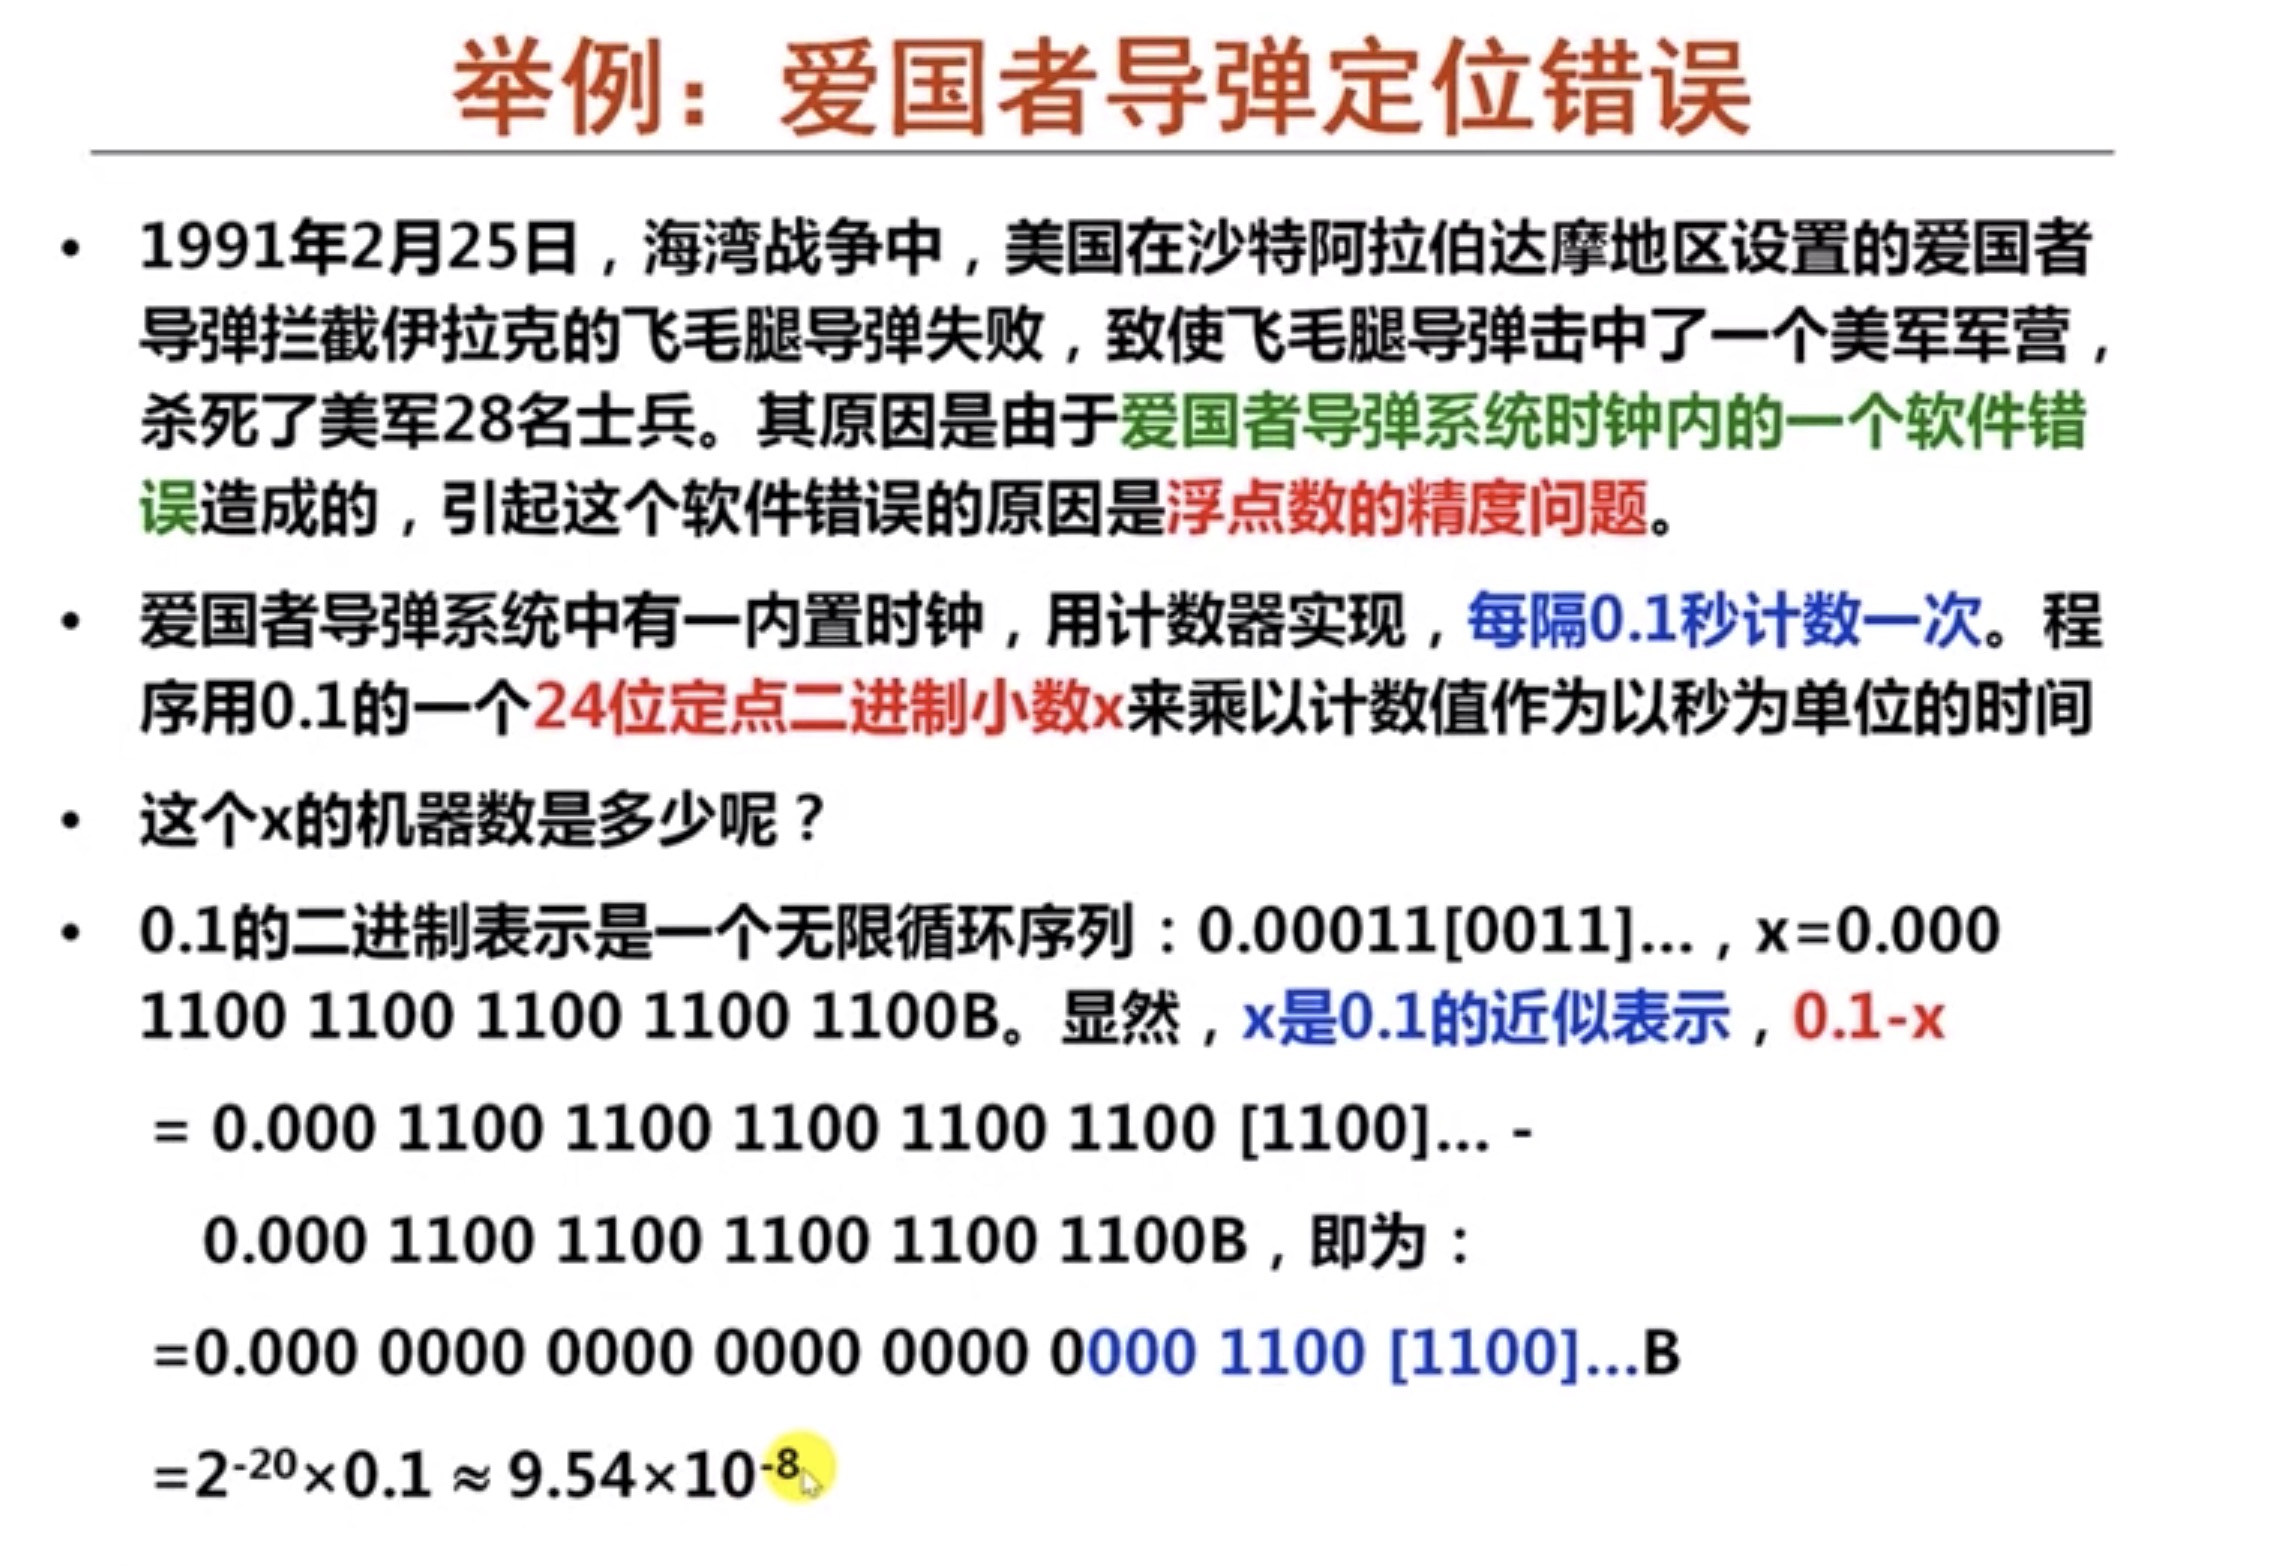 举例：爱国者导弹定位错误
• 1991年2月25日，海湾战争中，美国在沙特阿拉伯达摩地区设置的爱国者
导弹拦截伊拉克的飞毛腿导弹失败，致使飞毛腿导弹击中了一个美军军营，
杀死了美军28名士兵。其原因是由于爱国者导弹系统时钟内的一个软件错
误造成的，引起这个软件错误的原因是浮点数的精度问题。
• 爱国者导弹系统中有一内置时钟，用计数器实现，每隔0.1秒计数一次。程
序用0.1的一个24位定点二进制小数x来乘以计数值作为以秒为单位的时间
• 这个x的机器数是多少呢？
• 0.1的二进制表示是一个无限循环序列：0.00011[0011]…，x=0.000
1100 1100 1100 1100 1100B。显然，x是0.1的近似表示，0.1-x
= 0.000 1100 1100 1100 1100 1100 [1100]… -
0.000 1100 1100 1100 1100 1100B，即为：
=0.000 0000 0000 0000 0000 0000 1100 [1100]…B
=2⁻²⁰×0.1 ≈ 9.54×10⁻⁸